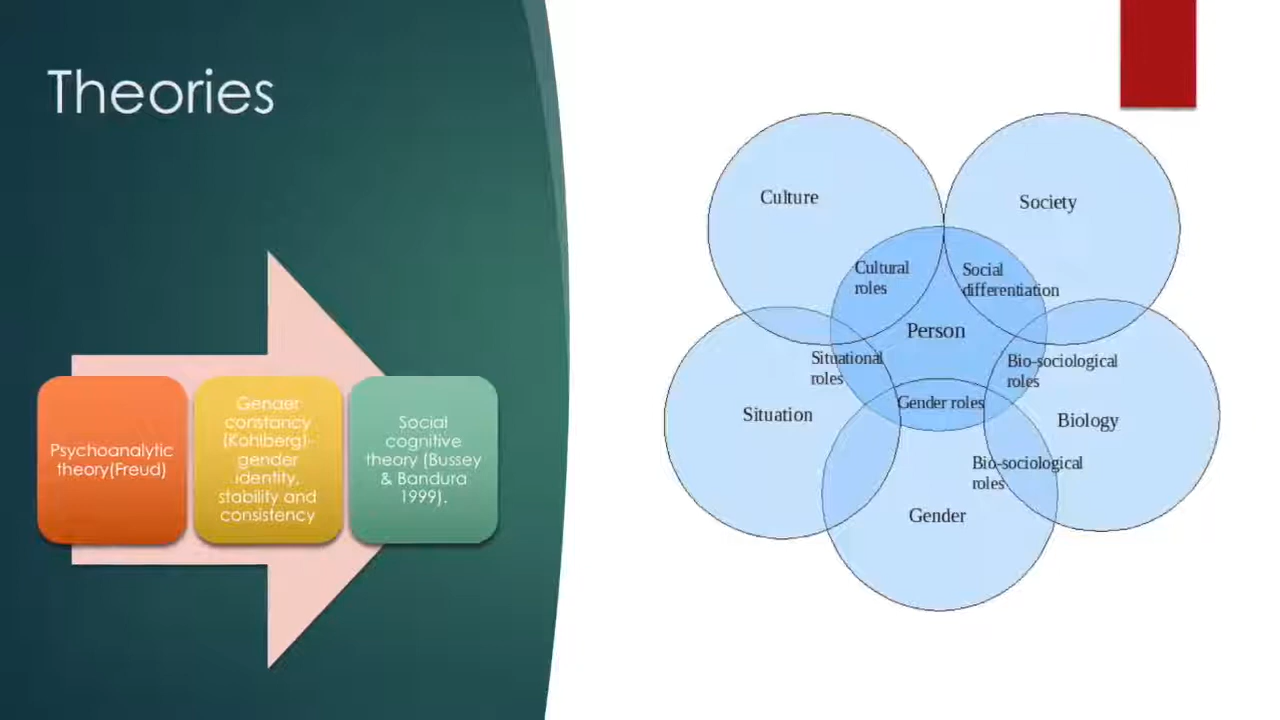 Theories
Psychoanalytic
theory(Freud)
Gender
constancy
(Kohlberg)-
gender
identity,
stability and
consistency
Social
cognitive
theory (Bussey
& Bandura
1999).
Culture
Society
Cultural
roles
Social
differentiation
Person
Situational
roles
Bio-sociological
roles
Gender roles
Situation
Biology
Bio-sociological
roles
Gender